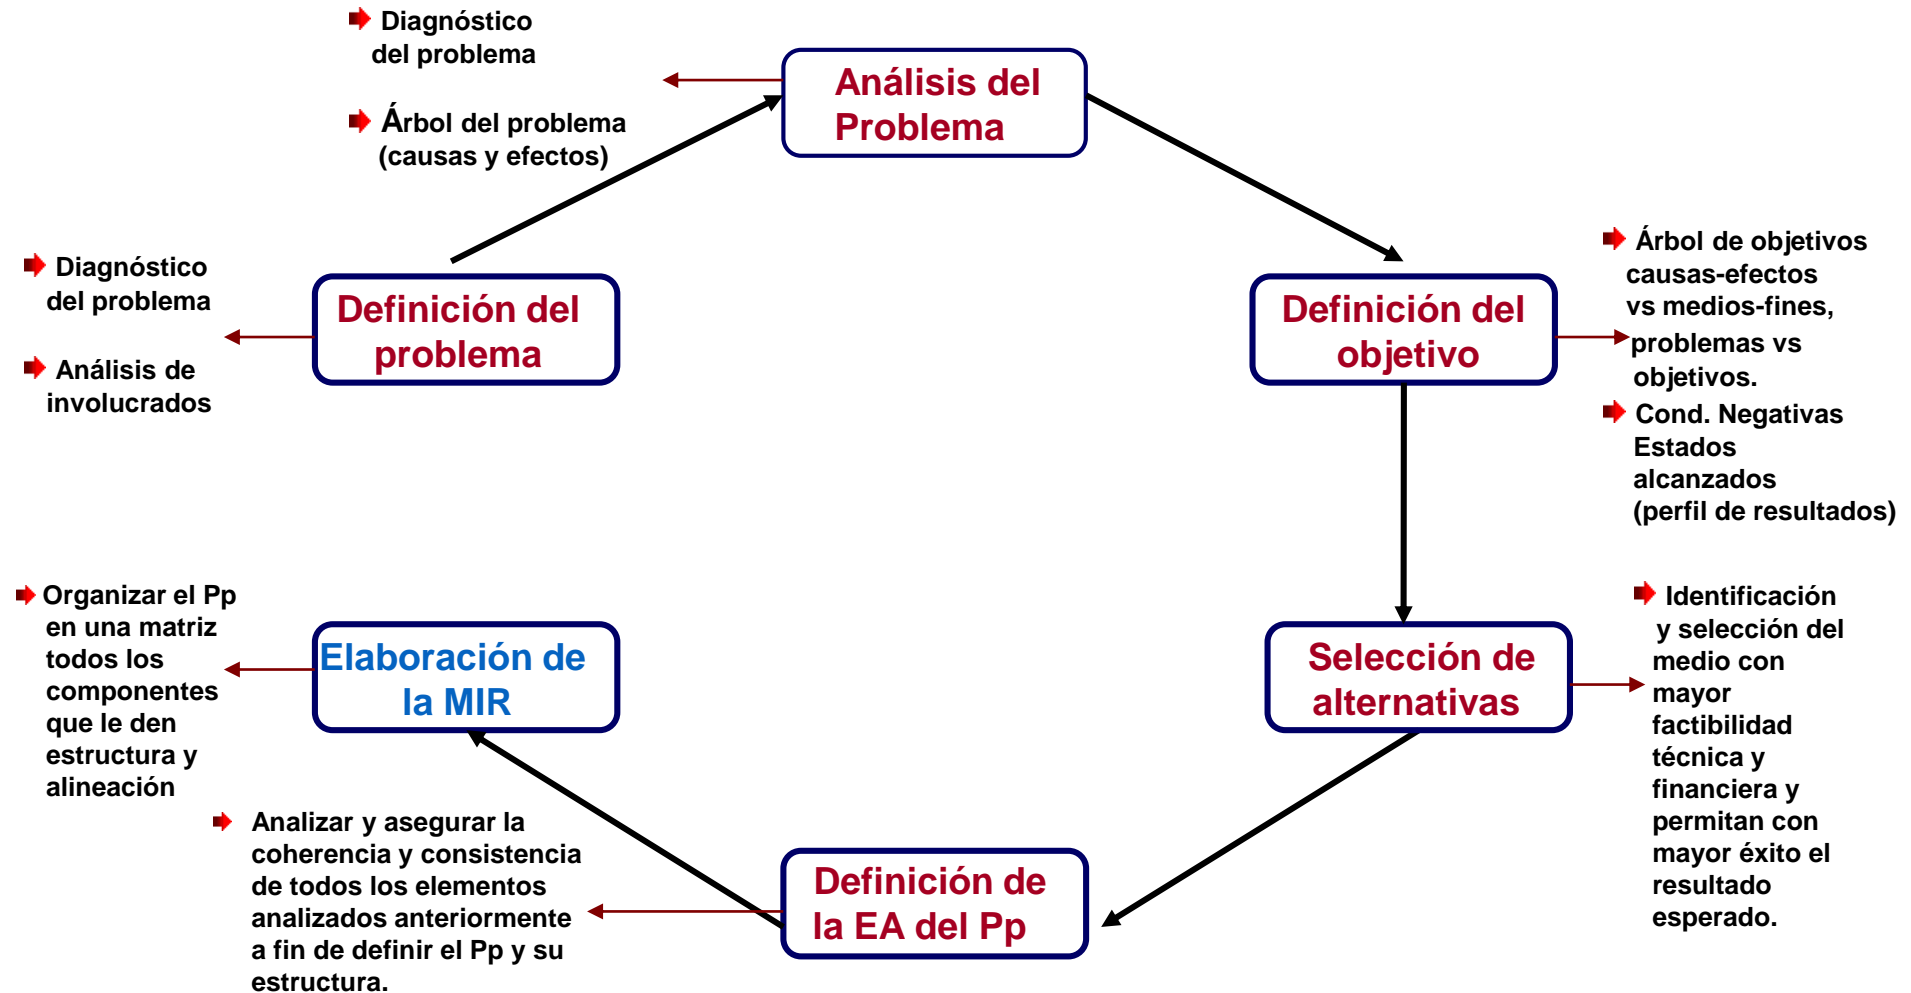 Diagnóstico
del problema
Árbol del problema
(causas y efectos)
Análisis del
Problema
Diagnóstico
del problema
Análisis de
involucrados
Definición del
problema
Definición del
objetivo
Árbol de objetivos
causas-efectos
vs medios-fines,
problemas vs
objetivos.
Cond. Negativas
Estados
alcanzados
(perfil de resultados)
Organizar el Pp
en una matriz
todos los
componentes
que le den
estructura y
alineación
Elaboración de
la MIR
Selección de
alternativas
Identificación
y selección del
medio con
mayor
factibilidad
técnica y
financiera y
permitan con
mayor éxito el
resultado
esperado.
Analizar y asegurar la
coherencia y consistencia
de todos los elementos
analizados anteriormente
a fin de definir el Pp y su
estructura.
Definición de
la EA del Pp